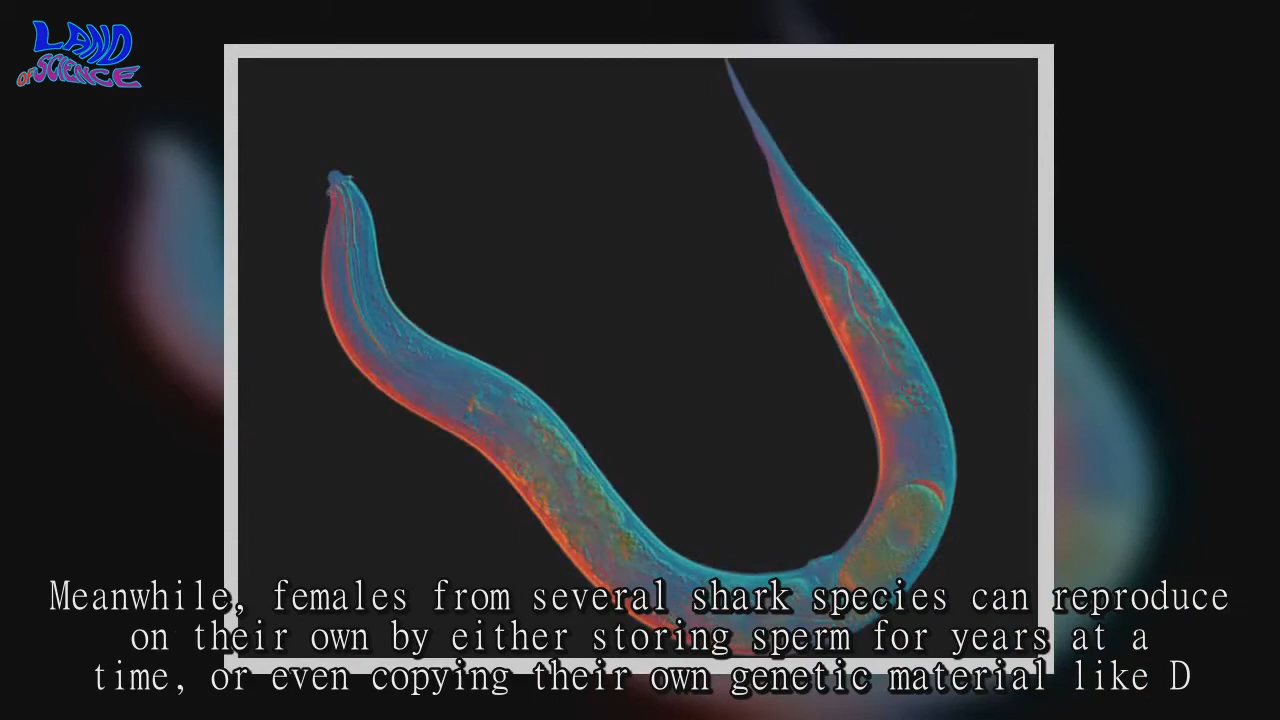 LAND
OF SCIENCE
Meanwhile, females from several shark species can reproduce
on their own by either storing sperm for years at a
time, or even copying their own genetic material like D